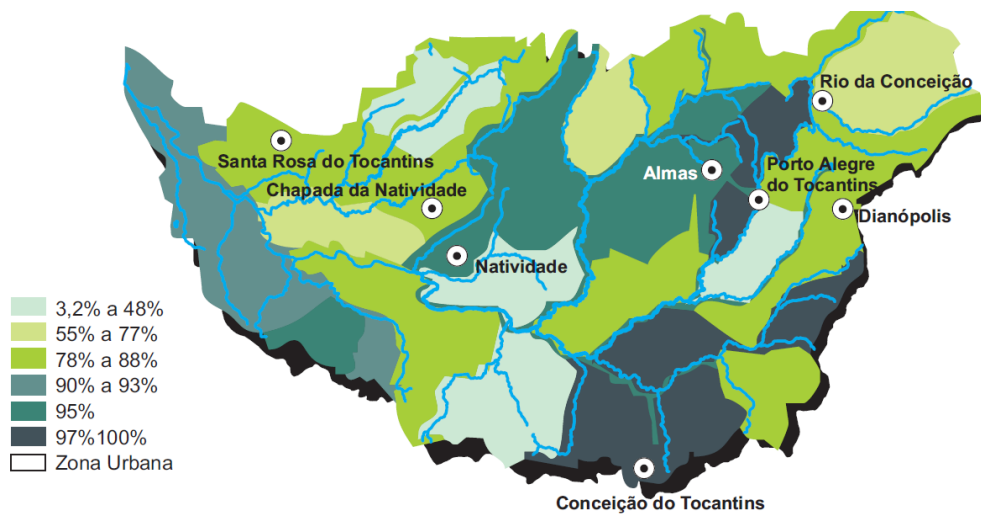 Rio da Conceição
Santa Rosa do Tocantins
Chapada da Natividade
Almas
Porto Alegre
do Tocantins
Dianópolis
Natividade
3,2% a 48%
55% a 77%
78% a 88%
90% a 93%
95%
97%100%
Zona Urbana
Conceição do Tocantins